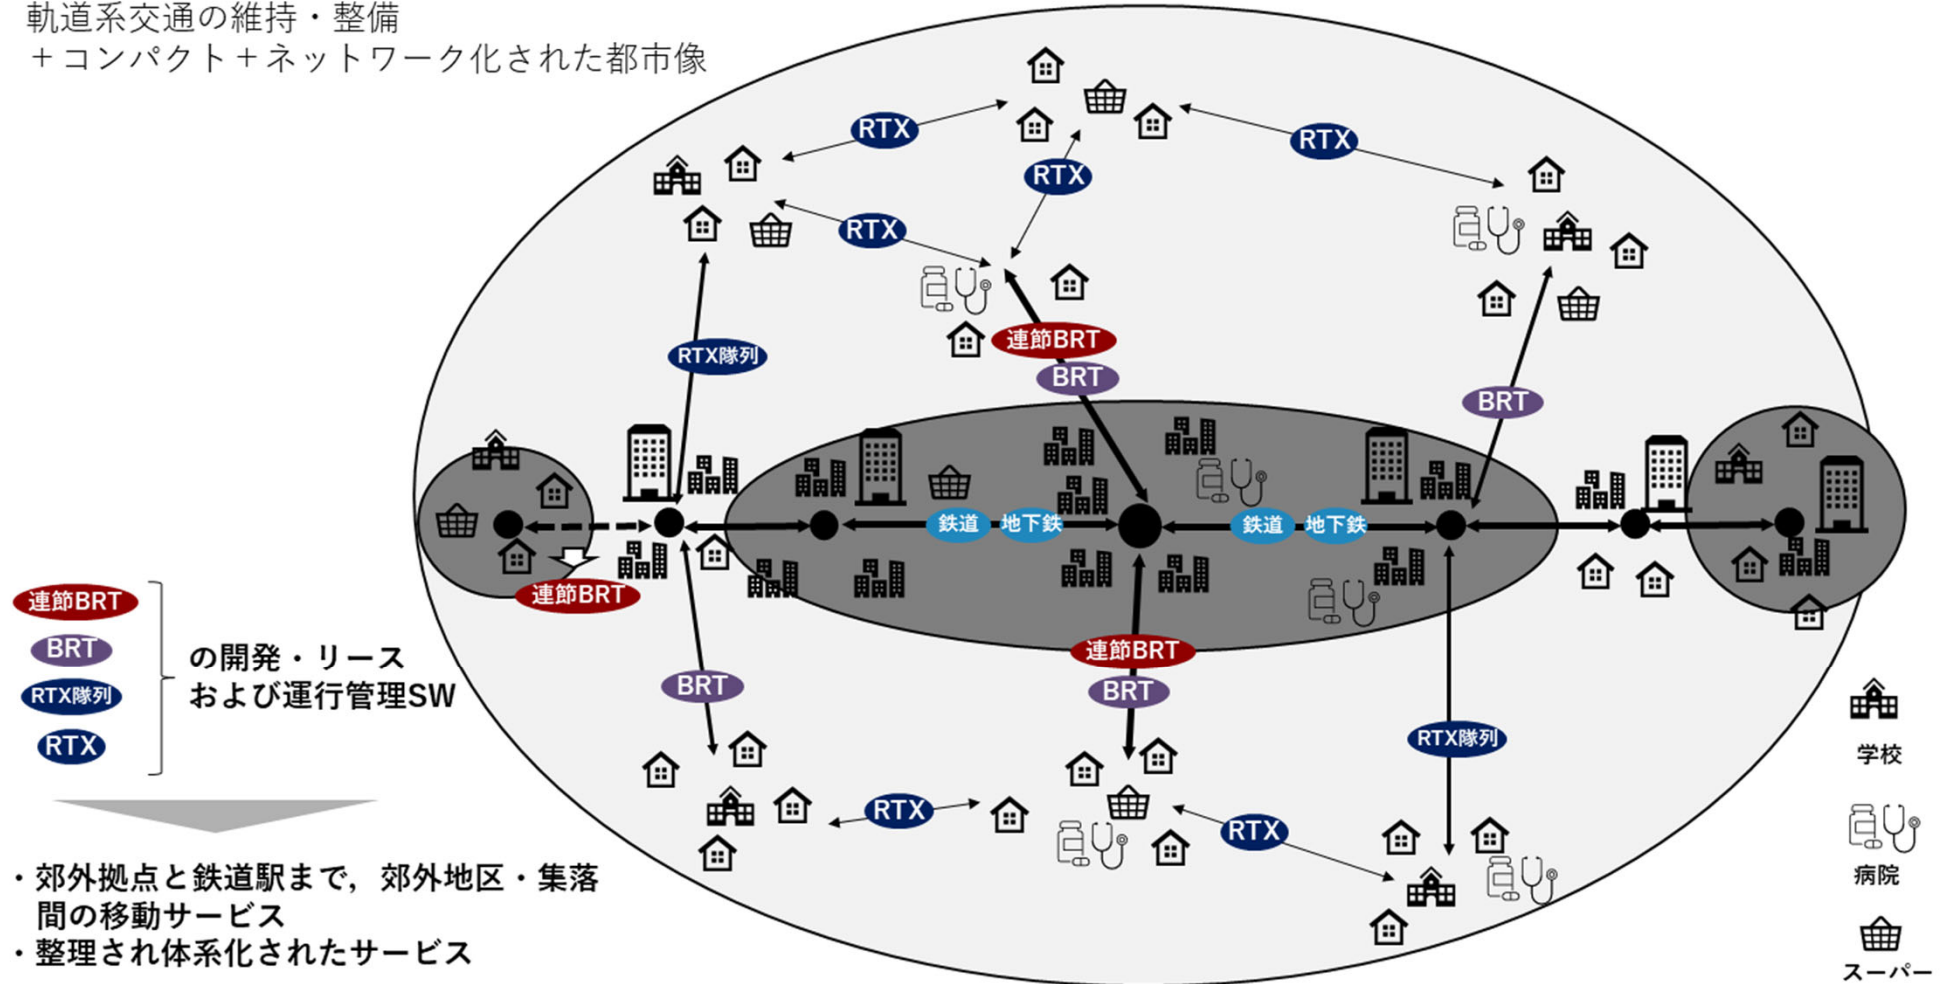 軌道系交通の維持・整備
＋コンパクト＋ネットワーク化された都市像
RTX
RTX
RTX
RTX
RTX隊列
連節BRT
BRT
BRT
鉄道
地下鉄
鉄道
地下鉄
連節BRT
連節BRT
BRT
BRT
RTX隊列
RTX
RTX
連節BRT
BRT
RTX隊列
RTX
の開発・リース
および運行管理SW
・郊外拠点と鉄道駅まで，郊外地区・集落
間の移動サービス
・整理され体系化されたサービス
学校
病院
スーパー